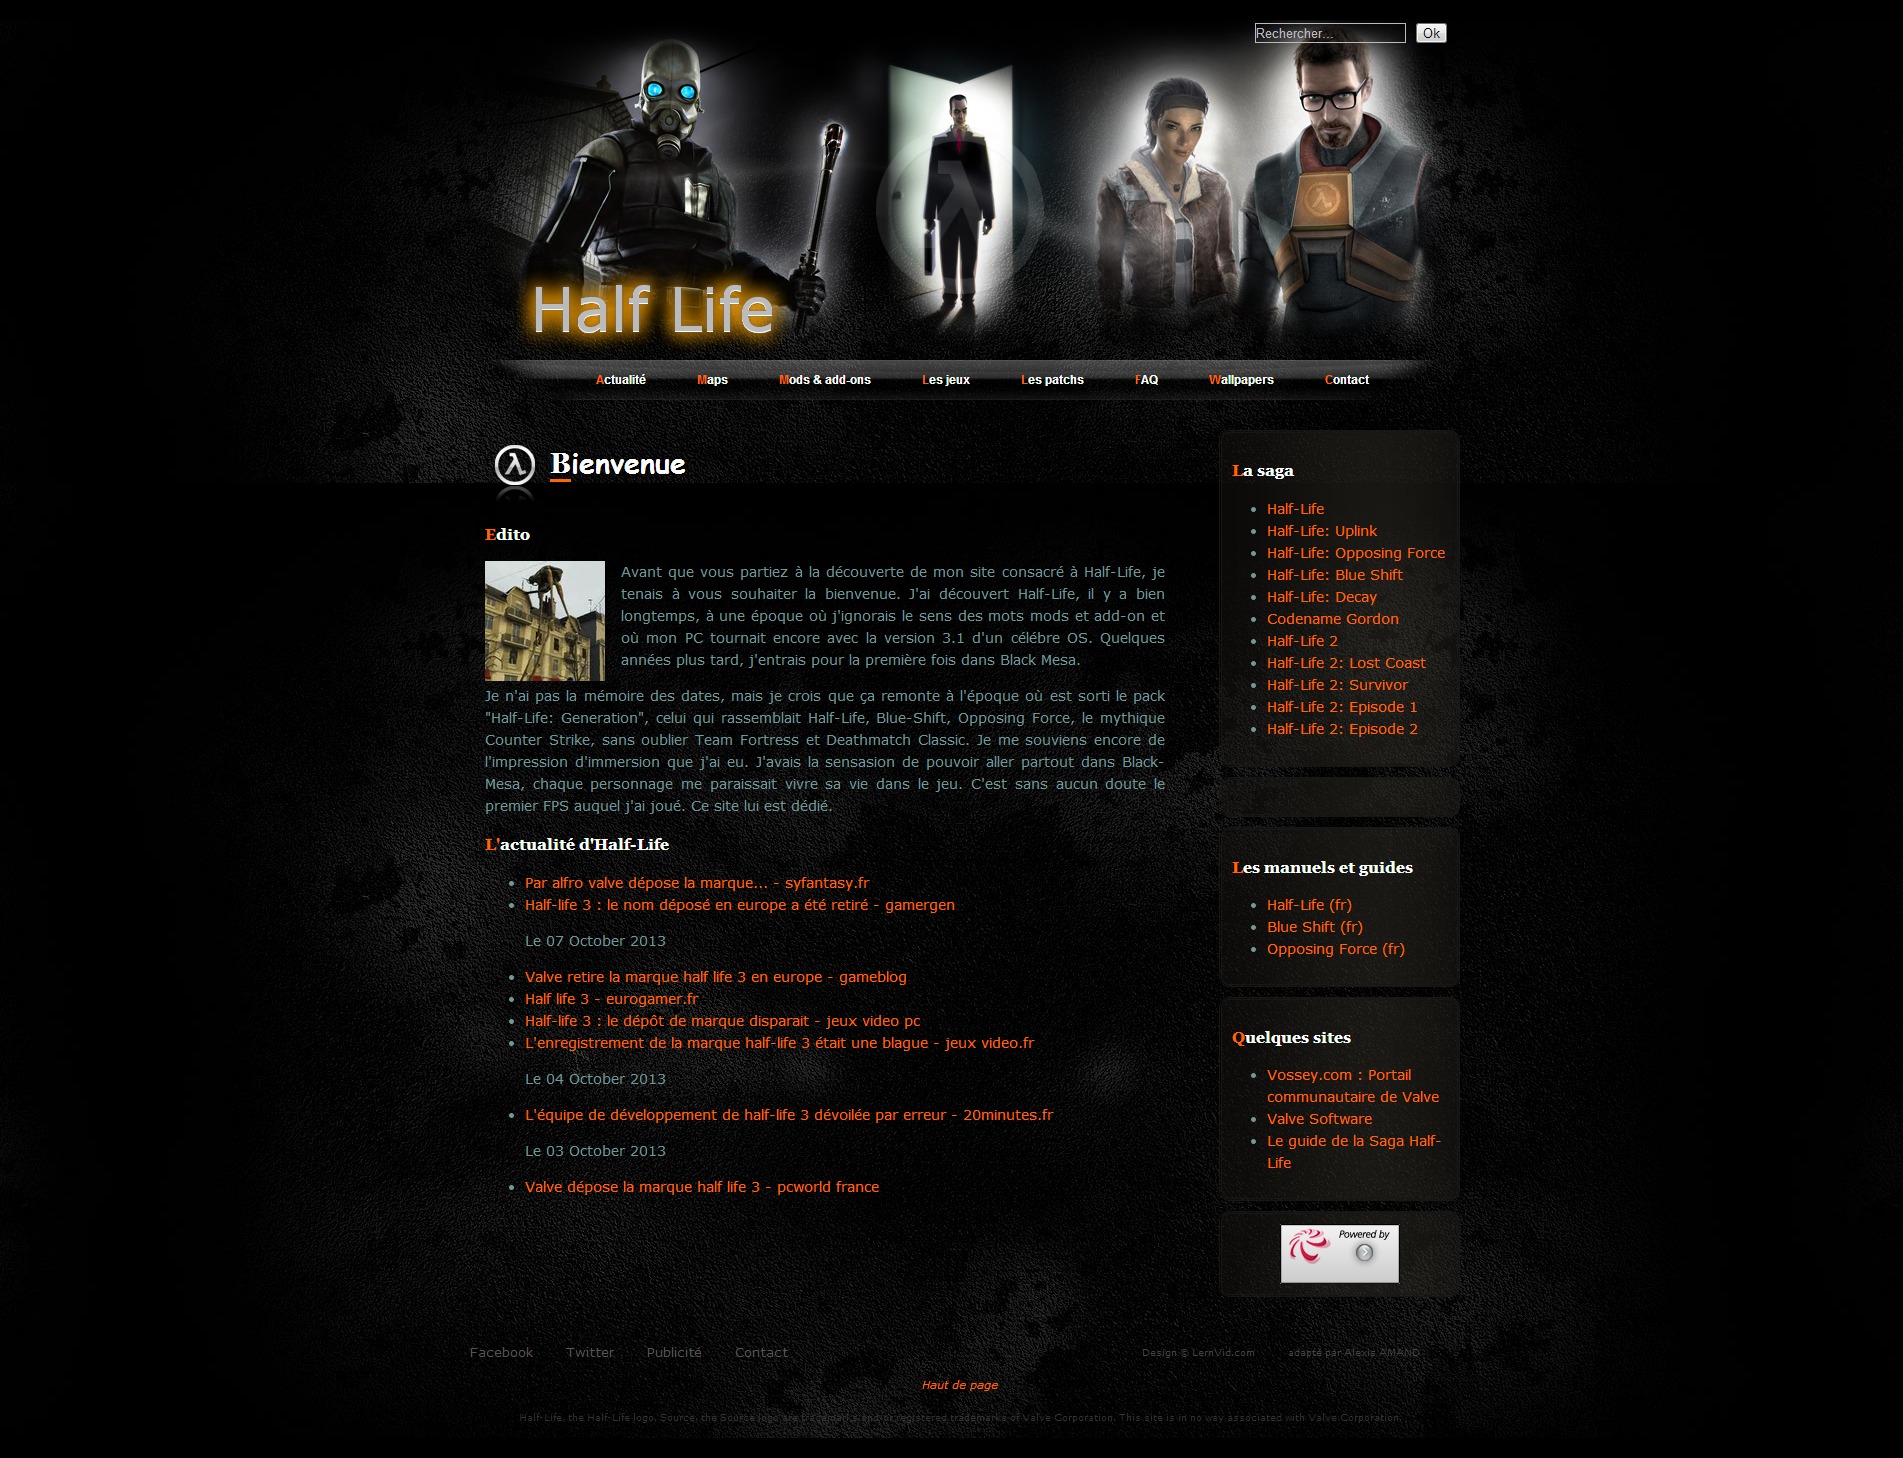 Rechercher...
Ok
Half Life
Actualité
Maps
Mods & add-ons
Les jeux
Les patchs
FAQ
Wallpapers
Contact
Bienvenue
Edito
Avant que vous partiez à la découverte de mon site consacré à Half-Life, je
tenais à vous souhaiter la bienvenue. J'ai découvert Half-Life, il y a bien
longtemps, à une époque où j'ignorais le sens des mots mods et add-on et
où mon PC tournait encore avec la version 3.1 d'un célébre OS. Quelques
années plus tard, j'entrais pour la première fois dans Black Mesa.
Je n'ai pas la mémoire des dates, mais je crois que ça remonte à l'époque où est sorti le pack
"Half-Life: Generation", celui qui rassemblait Half-Life, Blue-Shift, Opposing Force, le mythique
Counter Strike, sans oublier Team Fortress et Deathmatch Classic. Je me souviens encore de
l'impression d'immersion que j'ai eu. J'avais la sensasion de pouvoir aller partout dans Black-
Mesa, chaque personnage me paraissait vivre sa vie dans le jeu. C'est sans aucun doute le
premier FPS auquel j'ai joué. Ce site lui est dédié.
L'actualité d'Half-Life
Par alfro valve dépose la marque... - syfantasy.fr
Half-life 3 : le nom déposé en europe a été retiré - gamergen
Le 07 October 2013
Valve retire la marque half life 3 en europe - gameblog
Half life 3 - eurogamer.fr
Half-life 3 : le dépôt de marque disparait - jeux video pc
L'enregistrement de la marque half-life 3 était une blague - jeux video.fr
Le 04 October 2013
L'équipe de développement de half-life 3 dévoilée par erreur - 20minutes.fr
Le 03 October 2013
Valve dépose la marque half life 3 - pcworld france
La saga
Half-Life
Half-Life: Uplink
Half-Life: Opposing Force
Half-Life: Blue Shift
Half-Life: Decay
Codename Gordon
Half-Life 2
Half-Life 2: Lost Coast
Half-Life 2: Survivor
Half-Life 2: Episode 1
Half-Life 2: Episode 2
Les manuels et guides
Half-Life (fr)
Blue Shift (fr)
Opposing Force (fr)
Quelques sites
Vossey.com : Portail
communautaire de Valve
Valve Software
Le guide de la Saga Half-
Life
Powered by
Facebook
Twitter
Publicité
Contact
Design © LernVid.com
adapté par Alexis AMAND
Haut de page
Half-Life, the Half-Life logo, Source, the Source logo are trademarks and/or registered trademarks of Valve Corporation. This site is in no way associated with Valve Corporation.